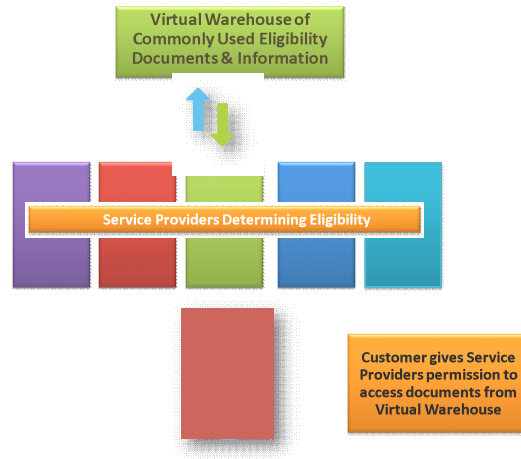 Virtual Warehouse of
Commonly Used Eligibility
Documents & Information
Service Providers Determining Eligibility
Customer gives Service
Providers permission to
access documents from
Virtual Warehouse